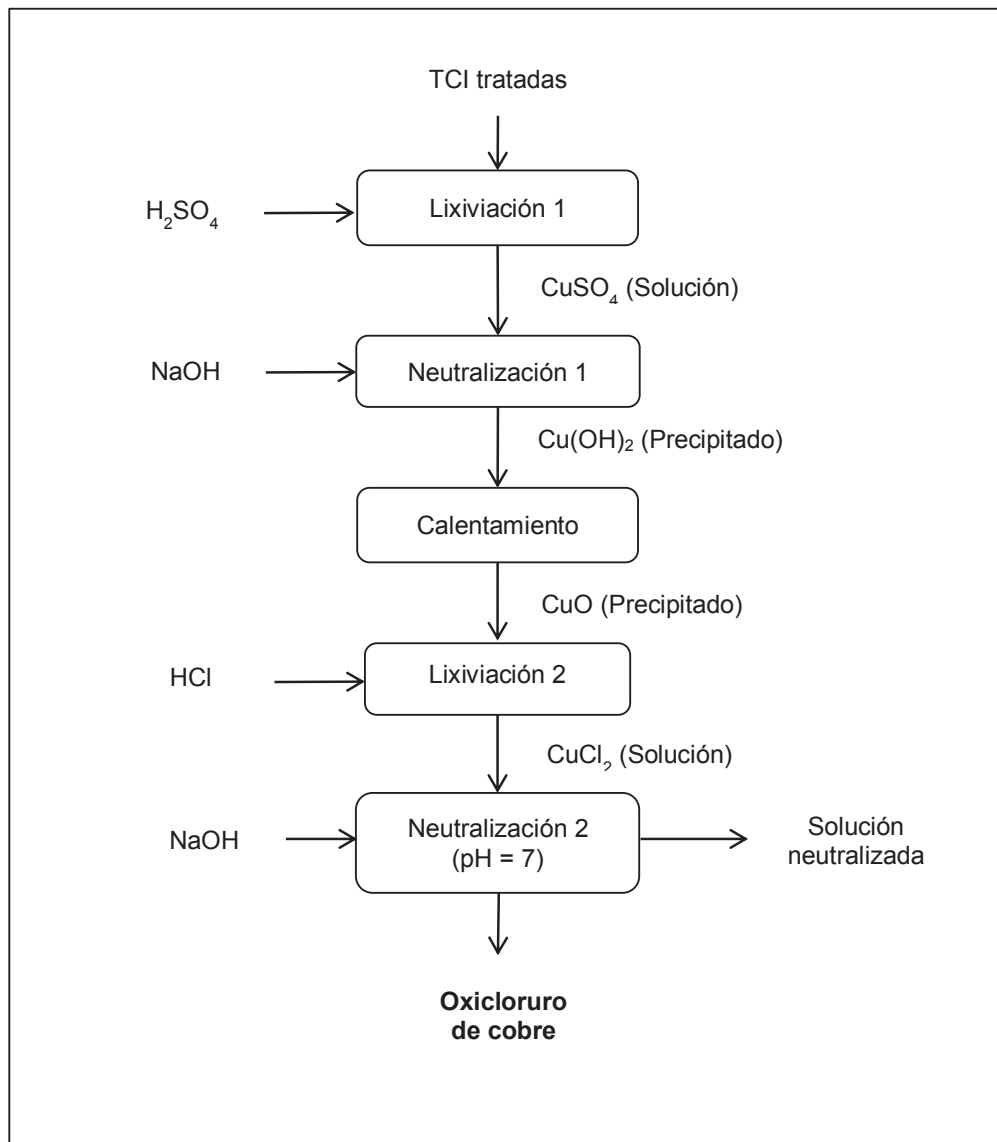 TCI tratadas
H₂SO₄
Lixiviación 1
CuSO₄ (Solución)
NaOH
Neutralización 1
Cu(OH)₂ (Precipitado)
Calentamiento
CuO (Precipitado)
HCl
Lixiviación 2
CuCl₂ (Solución)
NaOH
Neutralización 2
(pH = 7)
Solución
neutralizada
Oxicloruro
de cobre